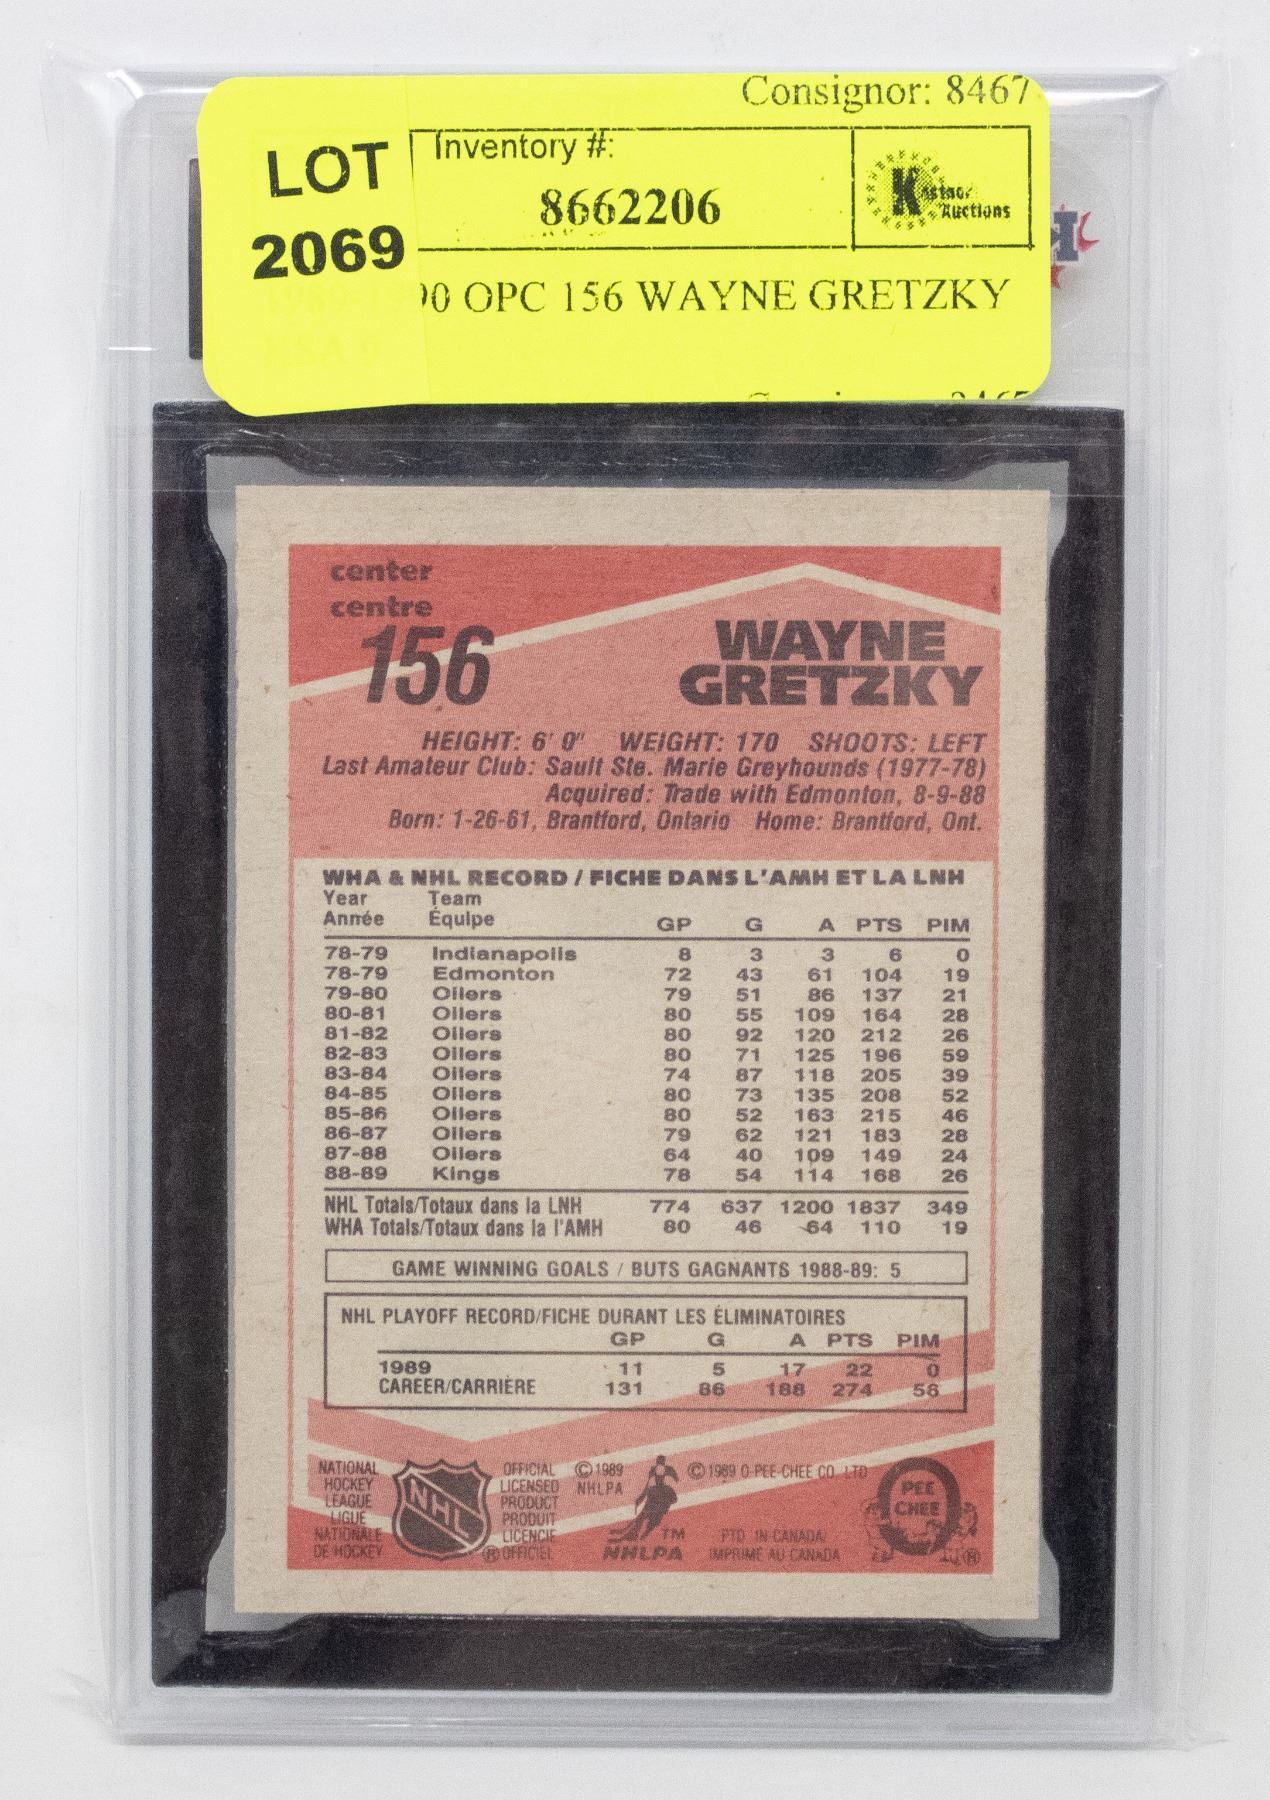 Consignor: 8467
LOT
2069
Inventory #:
8662206
Kastner
Auctions
90 OPC 156 WAYNE GRETZKY
center
centre
156
WAYNE
GRETZKY
HEIGHT: 6' 0" WEIGHT: 170 SHOOTS: LEFT
Last Amateur Club: Sault Ste. Marie Greyhounds (1977-78)
Acquired: Trade with Edmonton, 8-9-88
Born: 1-26-61, Brantford, Ontario Home: Brantford, Ont.
WHA & NHL RECORD / FICHE DANS L'AMH ET LA LNH
Year Team
Année Équipe GP G A PTS PIM
78-79 Indianapolis 8 3 3 6 0
78-79 Edmonton 72 43 61 104 19
79-80 Oilers 79 51 86 137 21
80-81 Oilers 80 55 109 164 28
81-82 Oilers 80 92 120 212 26
82-83 Oilers 80 71 125 196 59
83-84 Oilers 74 87 118 205 39
84-85 Oilers 80 73 135 208 52
85-86 Oilers 80 52 163 215 46
86-87 Oilers 79 62 121 183 28
87-88 Oilers 64 40 109 149 24
88-89 Kings 78 54 114 168 26
NHL Totals/Totaux dans la LNH 774 637 1200 1837 349
WHA Totals/Totaux dans la l'AMH 80 46 64 110 19
GAME WINNING GOALS / BUTS GAGNANTS 1988-89: 5
NHL PLAYOFF RECORD/FICHE DURANT LES ÉLIMINATOIRES
GP G A PTS PIM
1989 11 5 17 22 0
CAREER/CARRIÈRE 131 86 188 274 56
NATIONAL
HOCKEY
LEAGUE
LIGUE
NATIONALE
DE HOCKEY
NHL
OFFICIAL
LICENSED
PRODUCT
PRODUIT
LICENCIE
® OFFICIEL
© 1989
NHLPA
TM
NHLPA
© 1989 O-PEE-CHEE CO. LTD
PTD. IN CANADA/
IMPRIMÉ AU CANADA
O
PEE
CHEE
®